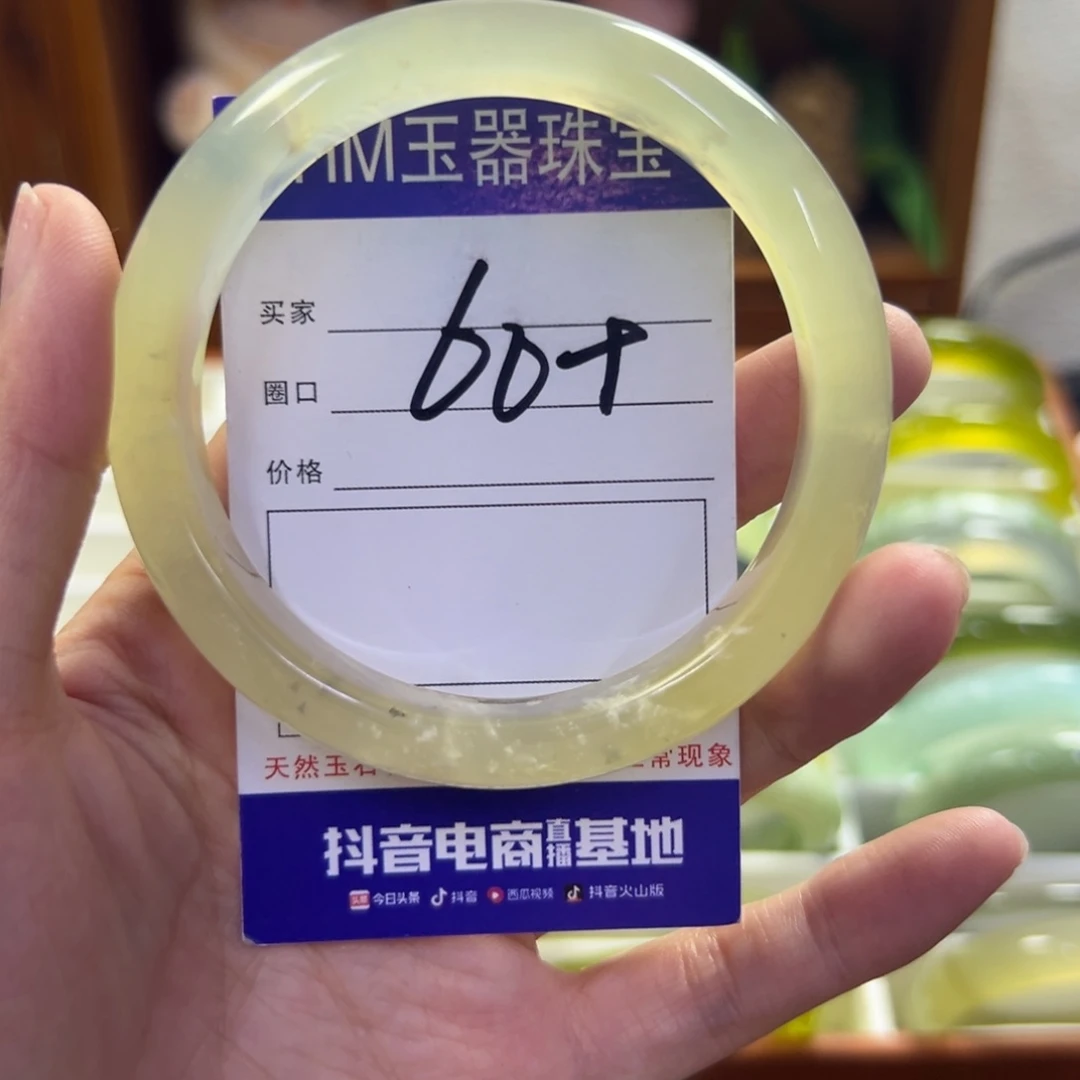 HM玉器珠宝
买家
圈口 60+
价格
天然玉石
常现象
抖音电商直播基地
今日头条 抖音 西瓜视频 抖音火山版